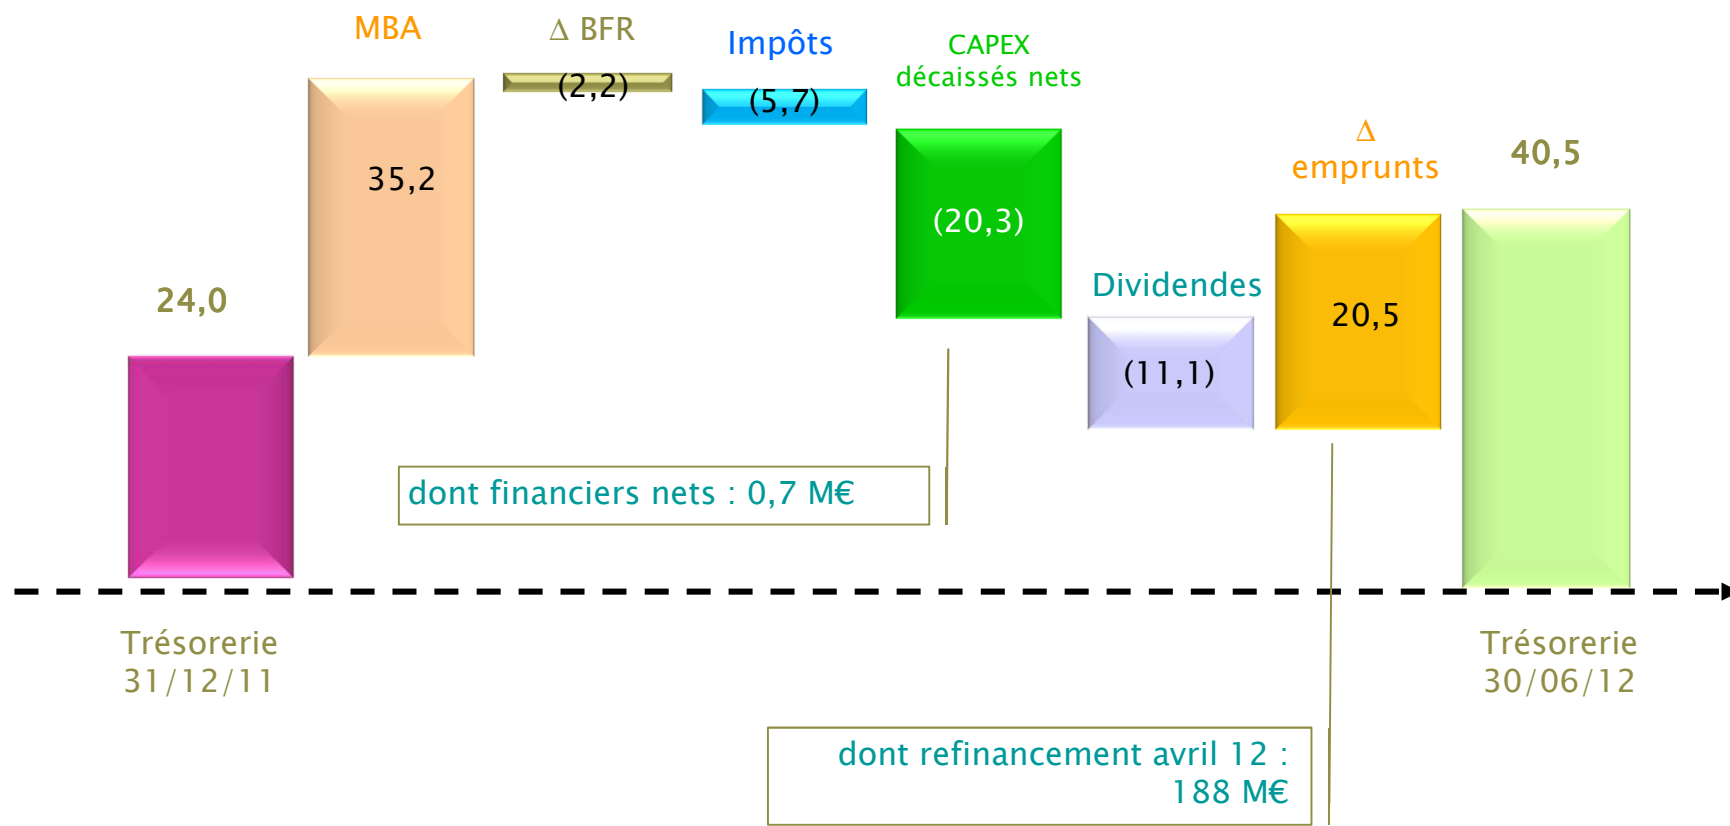 MBA
Δ BFR
Impôts
CAPEX
décaissés nets
(2,2)
(5,7)
Δ
emprunts
40,5
35,2
(20,3)
Dividendes
24,0
20,5
(11,1)
dont financiers nets : 0,7 M€
Trésorerie
31/12/11
Trésorerie
30/06/12
dont refinancement avril 12 :
188 M€